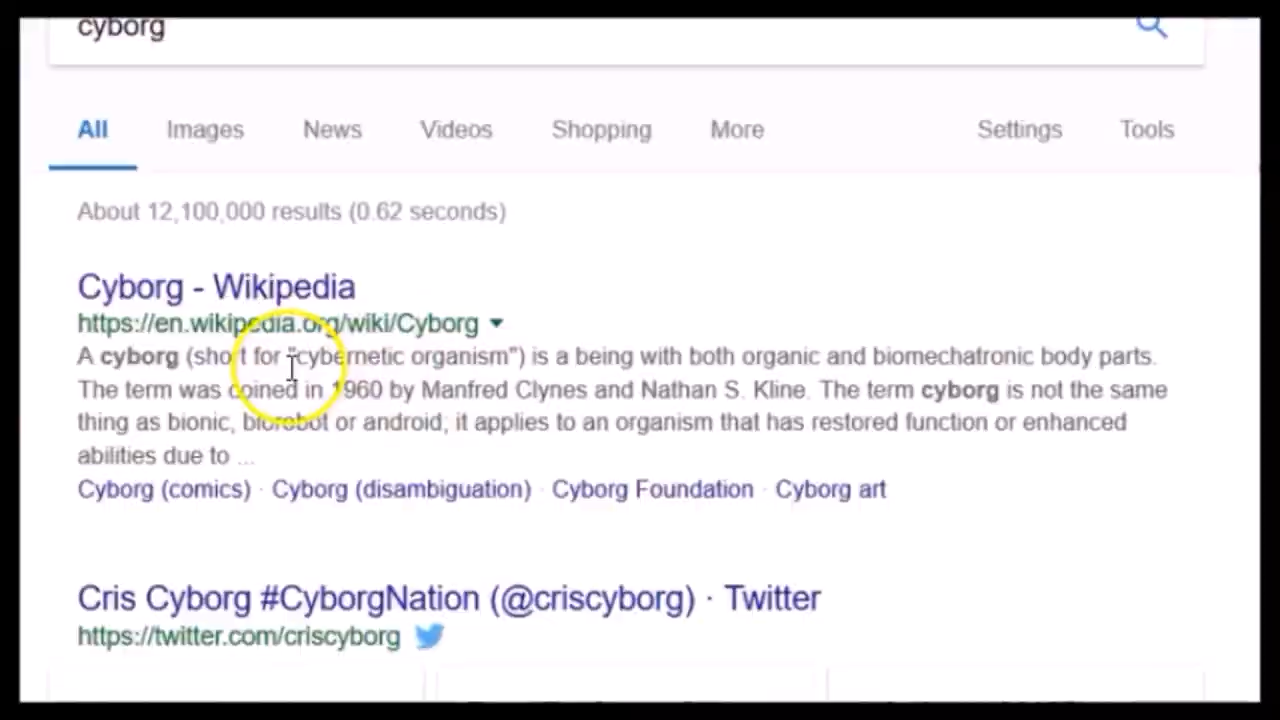 cyborg
All Images News Videos Shopping More Settings Tools
About 12,100,000 results (0.62 seconds)
Cyborg - Wikipedia
https://en.wikipedia.org/wiki/Cyborg
A cyborg (short for "cybernetic organism") is a being with both organic and biomechatronic body parts.
The term was coined in 1960 by Manfred Clynes and Nathan S. Kline. The term cyborg is not the same
thing as bionic, biorobot or android; it applies to an organism that has restored function or enhanced
abilities due to ...
Cyborg (comics) · Cyborg (disambiguation) · Cyborg Foundation · Cyborg art
Cris Cyborg #CyborgNation (@criscyborg) · Twitter
https://twitter.com/criscyborg